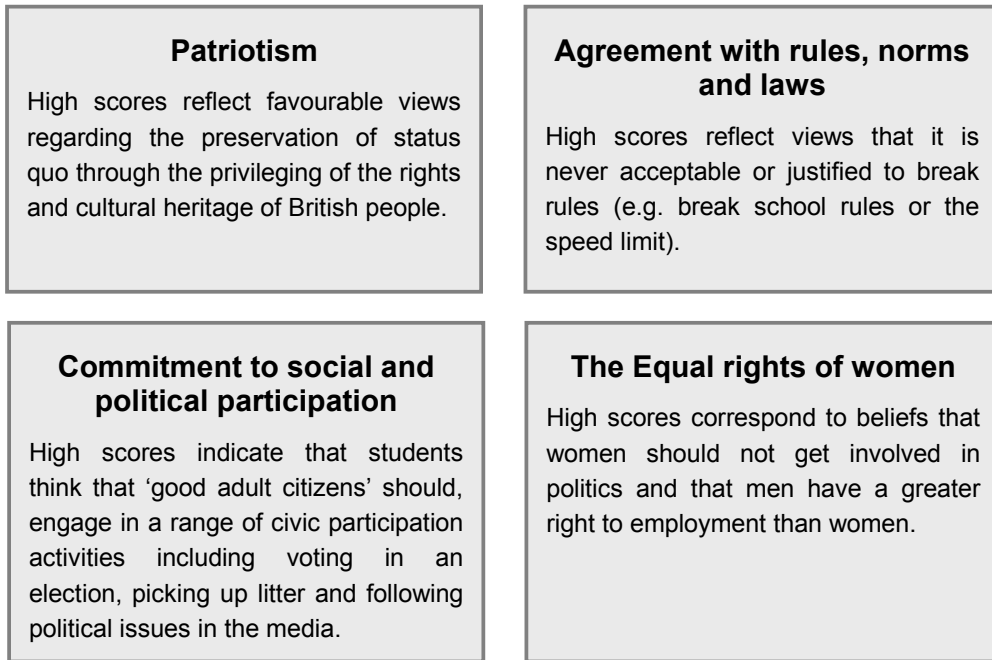 Patriotism
High scores reflect favourable views
regarding the preservation of status
quo through the privileging of the rights
and cultural heritage of British people.
Agreement with rules, norms
and laws
High scores reflect views that it is
never acceptable or justified to break
rules (e.g. break school rules or the
speed limit).
Commitment to social and
political participation
High scores indicate that students
think that ‘good adult citizens’ should,
engage in a range of civic participation
activities including voting in an
election, picking up litter and following
political issues in the media.
The Equal rights of women
High scores correspond to beliefs that
women should not get involved in
politics and that men have a greater
right to employment than women.